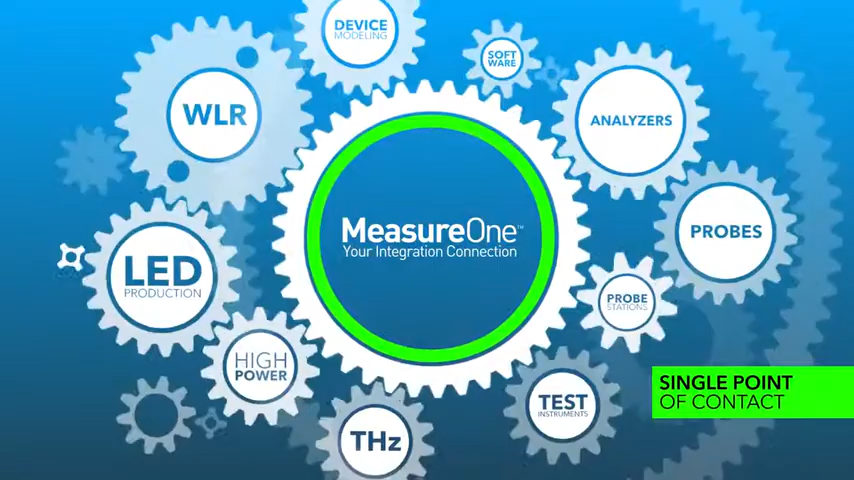 DEVICE
MODELING
SOFT
WARE
WLR
ANALYZERS
MeasureOne™
Your Integration Connection
PROBES
LED
PRODUCTION
PROBE
STATIONS
HIGH
POWER
SINGLE POINT
OF CONTACT
TEST
INSTRUMENTS
THz